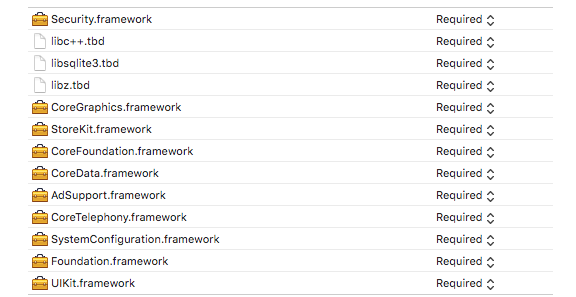 Security.framework Required
libc++.tbd Required
libsqlite3.tbd Required
libz.tbd Required
CoreGraphics.framework Required
StoreKit.framework Required
CoreFoundation.framework Required
CoreData.framework Required
AdSupport.framework Required
CoreTelephony.framework Required
SystemConfiguration.framework Required
Foundation.framework Required
UIKit.framework Required